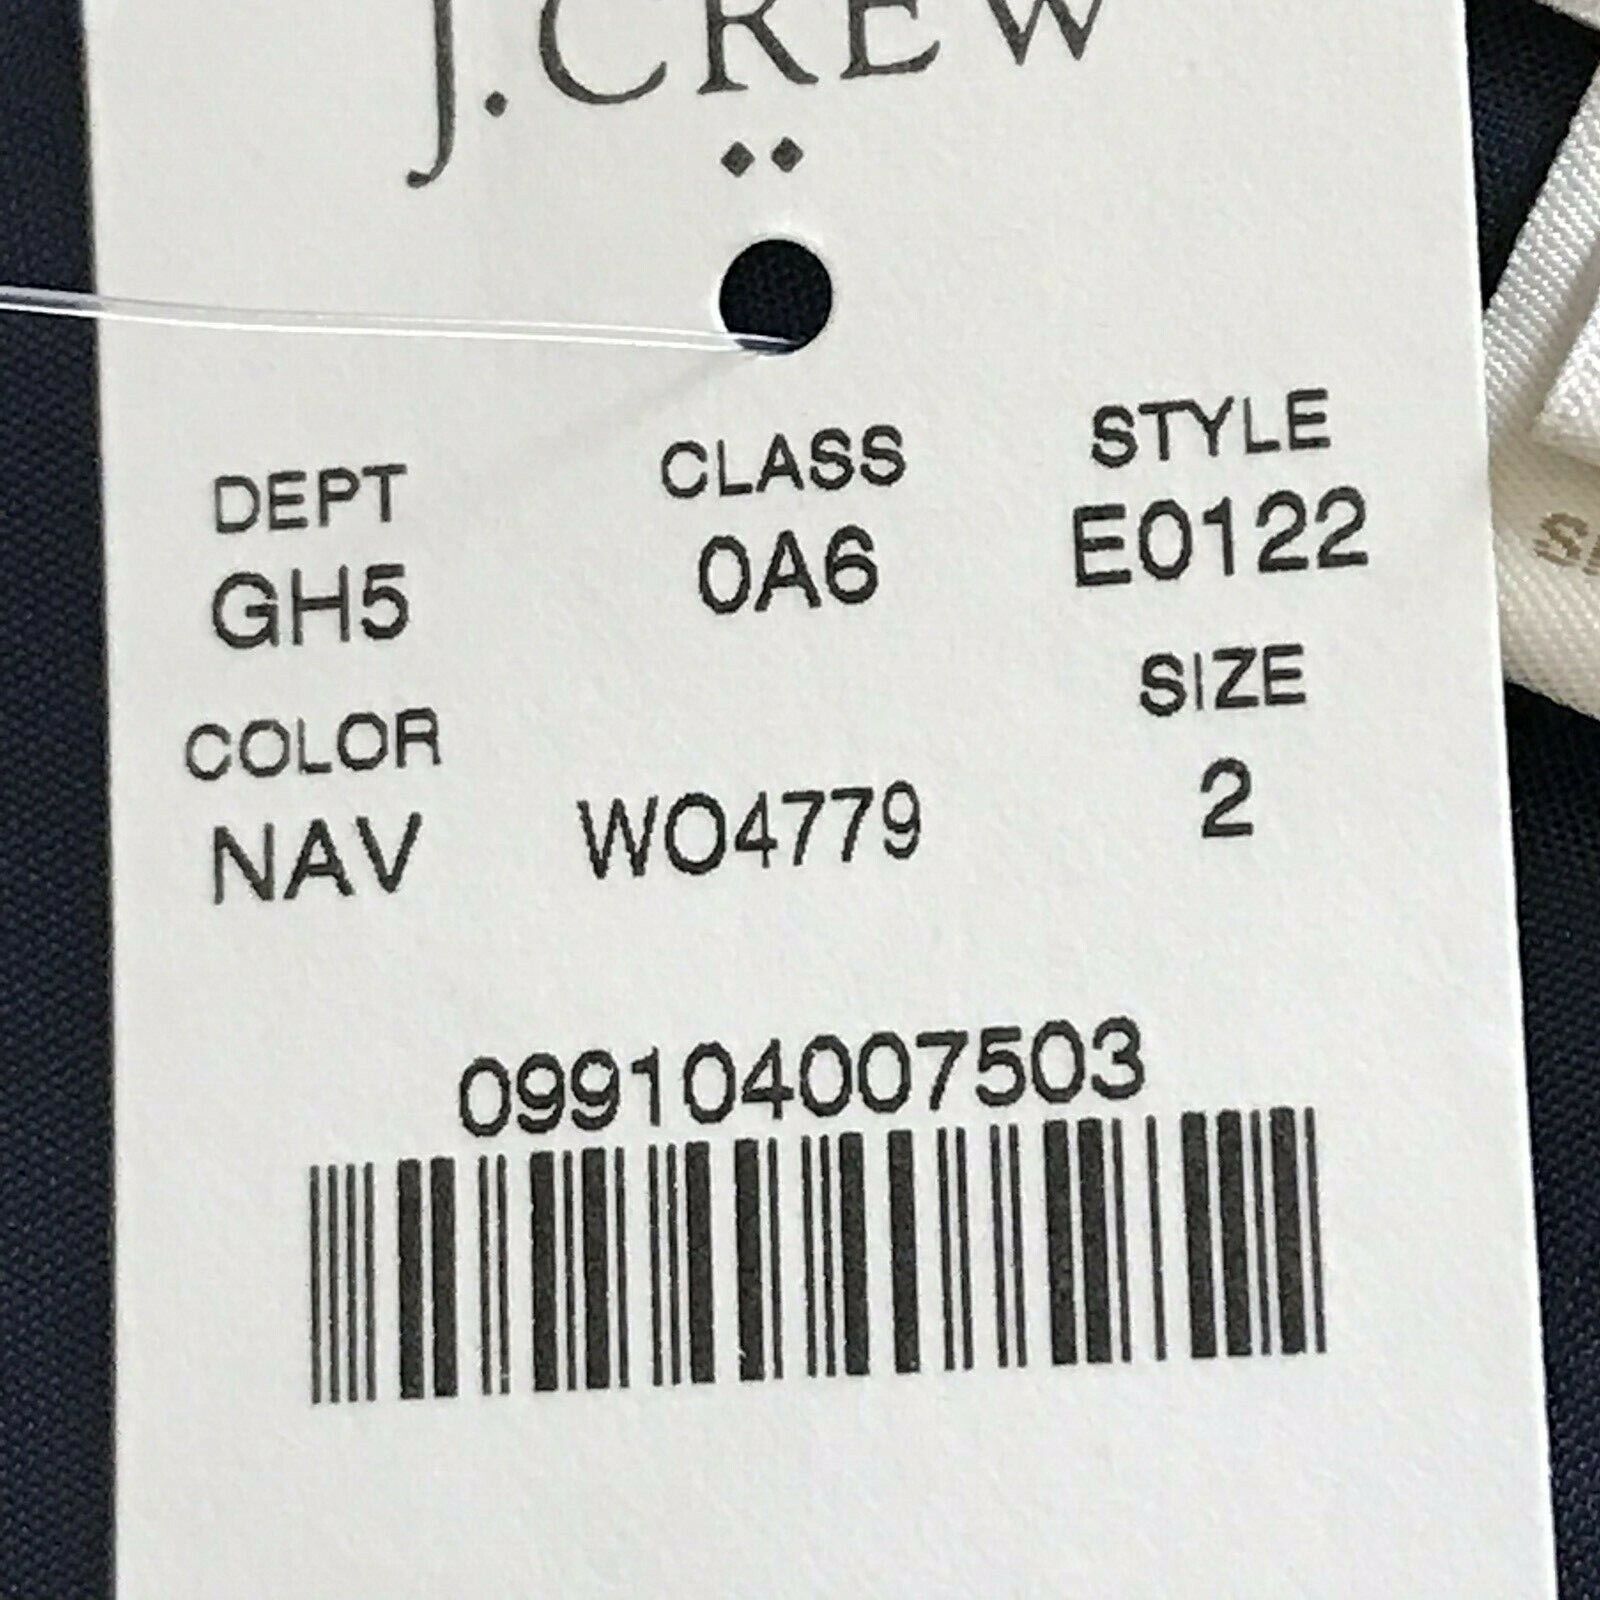 J.CREW
DEPT CLASS STYLE
GH5 0A6 E0122
COLOR SIZE
NAV WO4779 2
099104007503